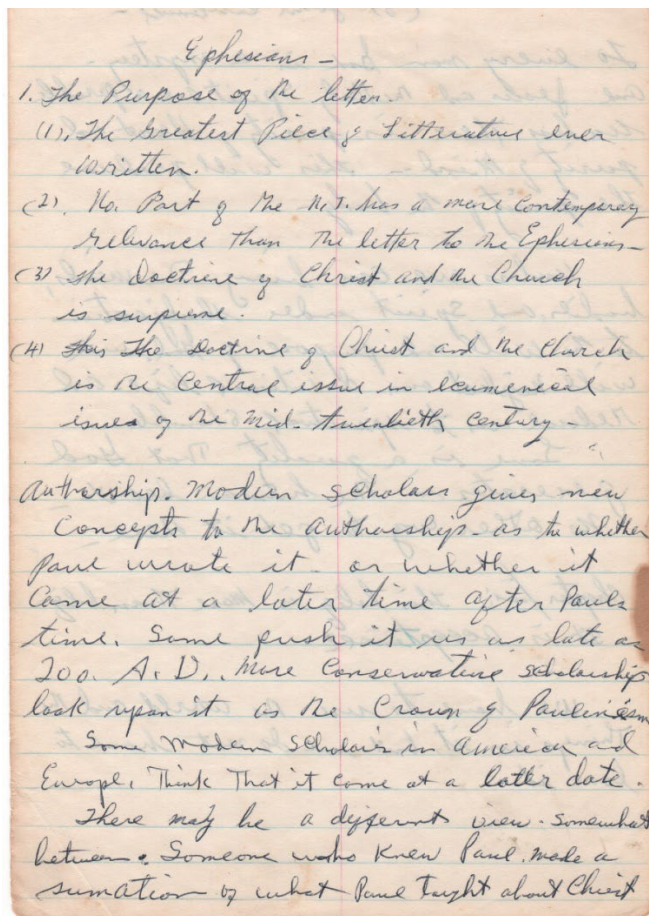 Ephesians -
1. The Purpose of the letter.
(1). The Greatest Piece of Litterature ever
written.
(2). No. Part of the N.T. has a more contemporary
relevance than the letter to the Ephesians -
(3) The Doctrine of Christ and the Church
is supreme.
(4) This The Doctrine of Christ and the Church
is the Central issue in ecumenical
issues of the Mid-twentieth Century -
Authorship. Modern scholars gives new
Concepts to the authorship - as to whether
Paul wrote it - or whether it
Came at a later time after Pauls
time. Some push it as late as
200. A.D.. More Conservative scholarship
look upon it as the Crown of Paulinism
Some Modern Scholars in America and
Europe, Think That it come at a later date.
There may be a different view - somewhat
between. Someone who Knew Paul, made a
sumation of what Paul taught about Christ